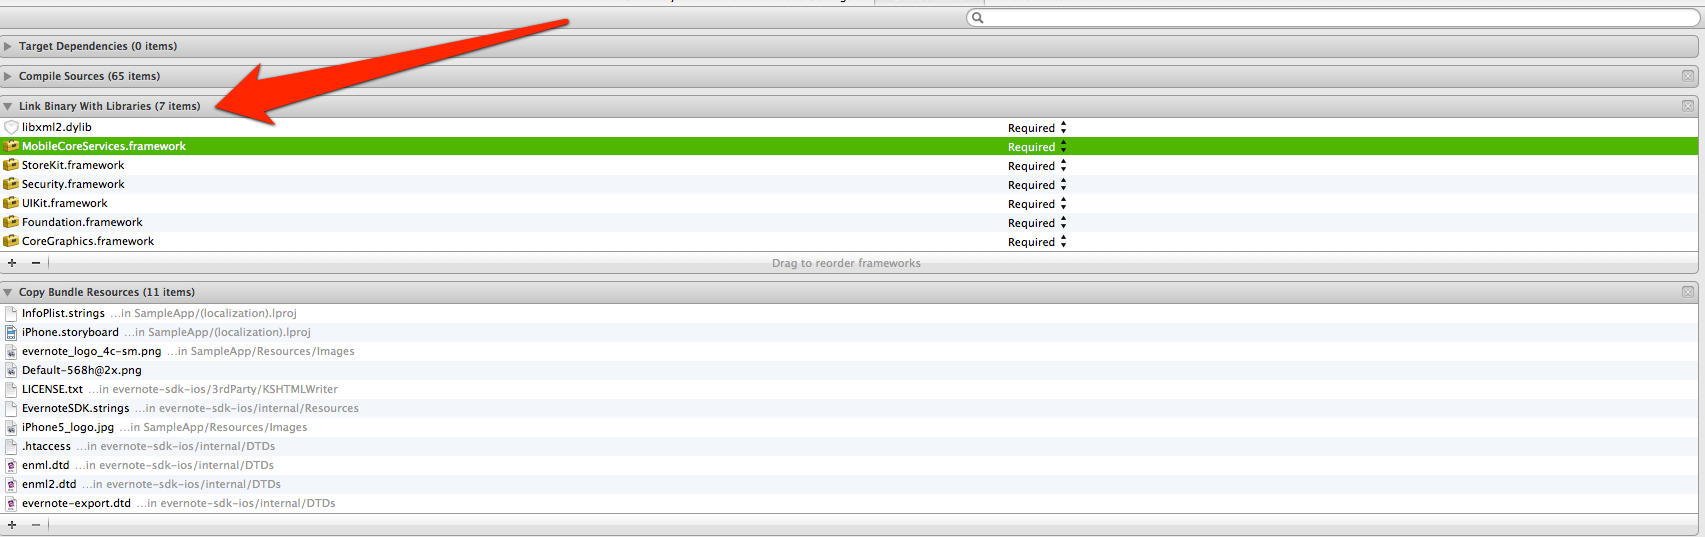 Target Dependencies (0 items)
Compile Sources (65 items)
Link Binary With Libraries (7 items)
libxml2.dylib Required
MobileCoreServices.framework Required
StoreKit.framework Required
Security.framework Required
UIKit.framework Required
Foundation.framework Required
CoreGraphics.framework Required
Drag to reorder frameworks
Copy Bundle Resources (11 items)
InfoPlist.strings ...in SampleApp/(localization).lproj
iPhone.storyboard ...in SampleApp/(localization).lproj
evernote_logo_4c-sm.png ...in SampleApp/Resources/Images
Default-568h@2x.png
LICENSE.txt ...in evernote-sdk-ios/3rdParty/KSHTMLWriter
EvernoteSDK.strings ...in evernote-sdk-ios/internal/Resources
iPhone5_logo.jpg ...in SampleApp/Resources/Images
.htaccess ...in evernote-sdk-ios/internal/DTDs
enml.dtd ...in evernote-sdk-ios/internal/DTDs
enml2.dtd ...in evernote-sdk-ios/internal/DTDs
evernote-export.dtd ...in evernote-sdk-ios/internal/DTDs